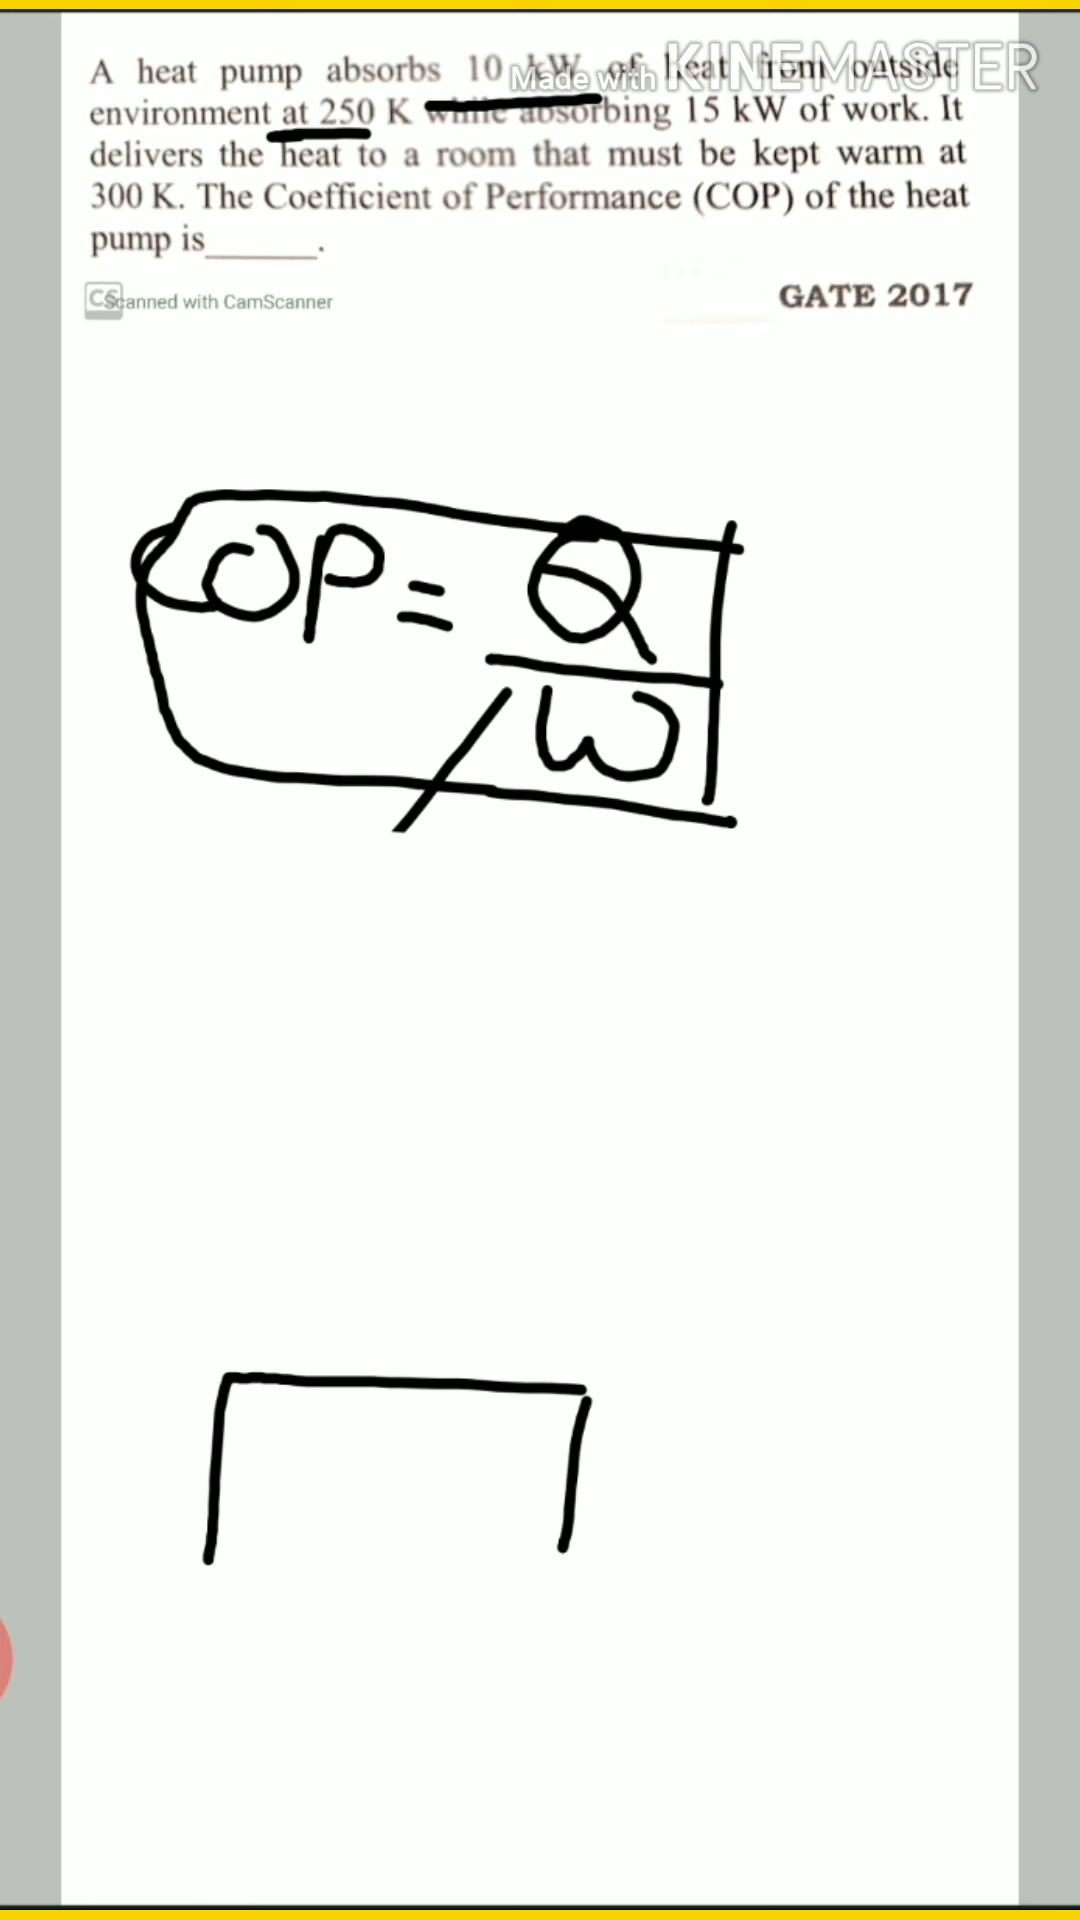 A heat pump absorbs 10 kW of heat from outside
Made with KINEMASTER
environment at 250 K while absorbing 15 kW of work. It
delivers the heat to a room that must be kept warm at
300 K. The Coefficient of Performance (COP) of the heat
pump is______.
CS Scanned with CamScanner
GATE 2017
COP = Q
W